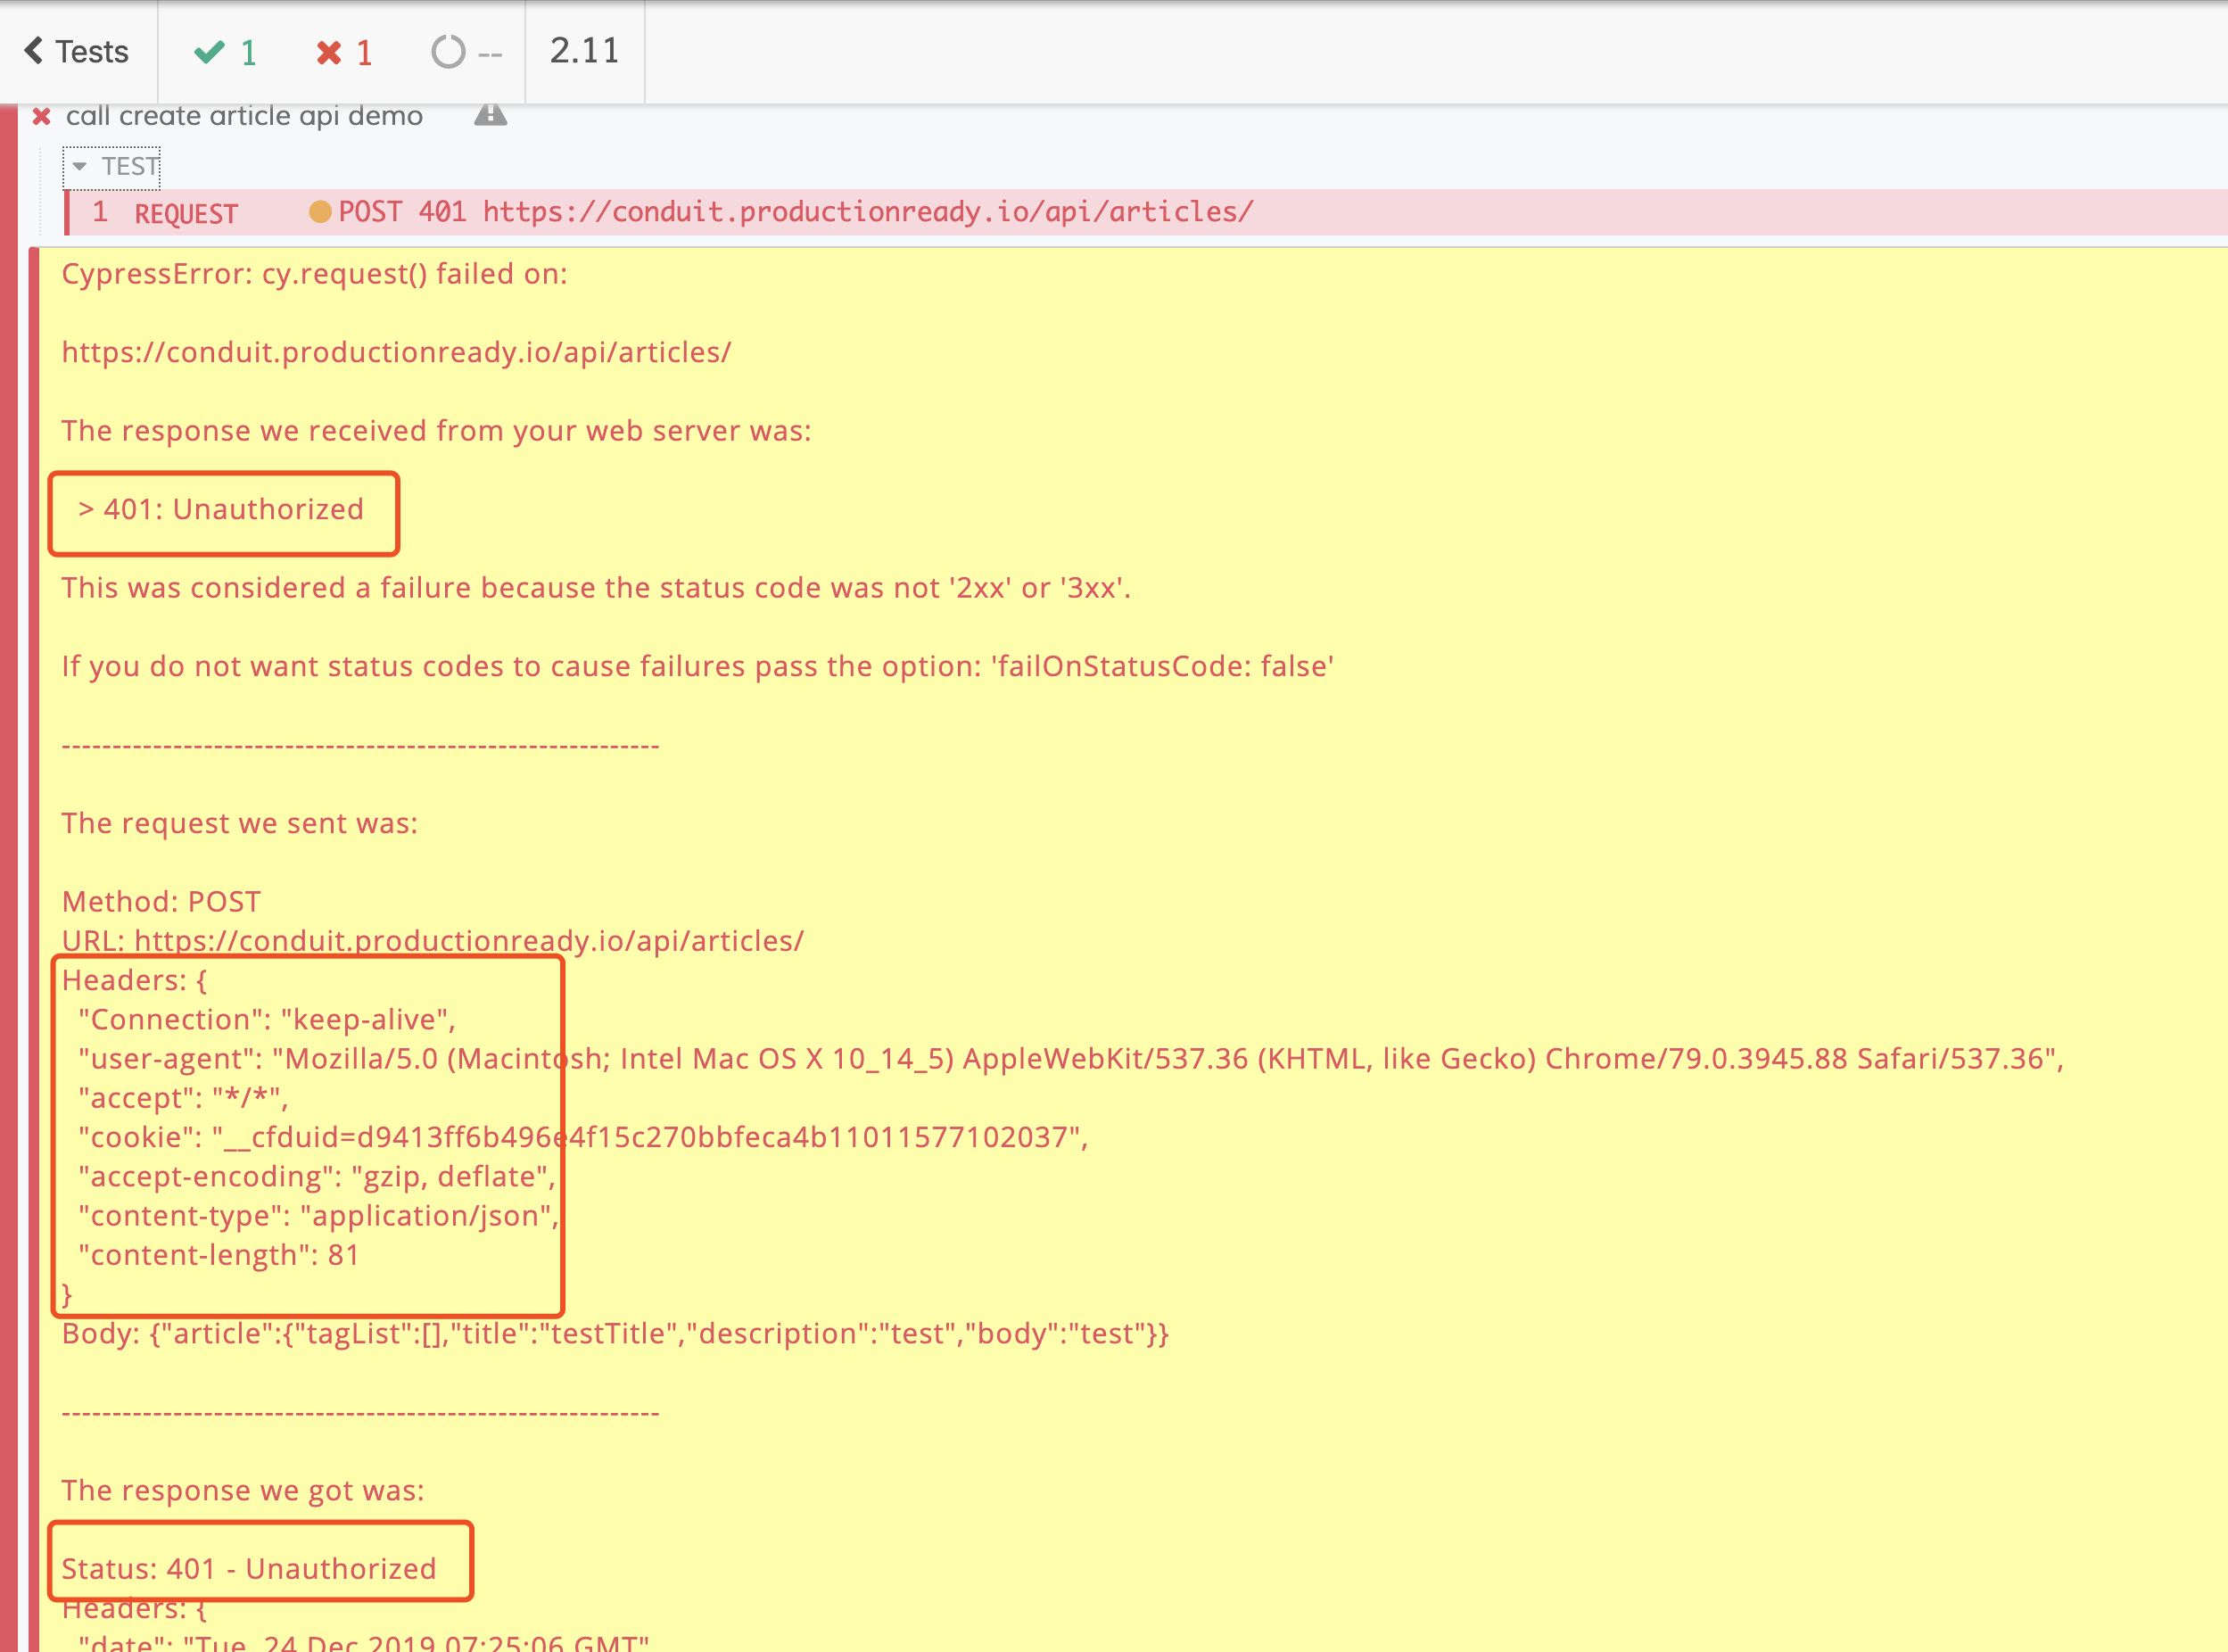 Tests 1 1 -- 2.11
call create article api demo
TEST
1 REQUEST POST 401 https://conduit.productionready.io/api/articles/
CypressError: cy.request() failed on:
https://conduit.productionready.io/api/articles/
The response we received from your web server was:
> 401: Unauthorized
This was considered a failure because the status code was not '2xx' or '3xx'.
If you do not want status codes to cause failures pass the option: 'failOnStatusCode: false'
-----------------------------------------------------------
The request we sent was:
Method: POST
URL: https://conduit.productionready.io/api/articles/
Headers: {
"Connection": "keep-alive",
"user-agent": "Mozilla/5.0 (Macintosh; Intel Mac OS X 10_14_5) AppleWebKit/537.36 (KHTML, like Gecko) Chrome/79.0.3945.88 Safari/537.36",
"accept": "*/*",
"cookie": "__cfduid=d9413ff6b496e4f15c270bbfeca4b11011577102037",
"accept-encoding": "gzip, deflate",
"content-type": "application/json",
"content-length": 81
}
Body: {"article":{"tagList":[],"title":"testTitle","description":"test","body":"test"}}
-----------------------------------------------------------
The response we got was:
Status: 401 - Unauthorized
Headers: {
"date": "Tue, 24 Dec 2019 07:25:06 GMT"